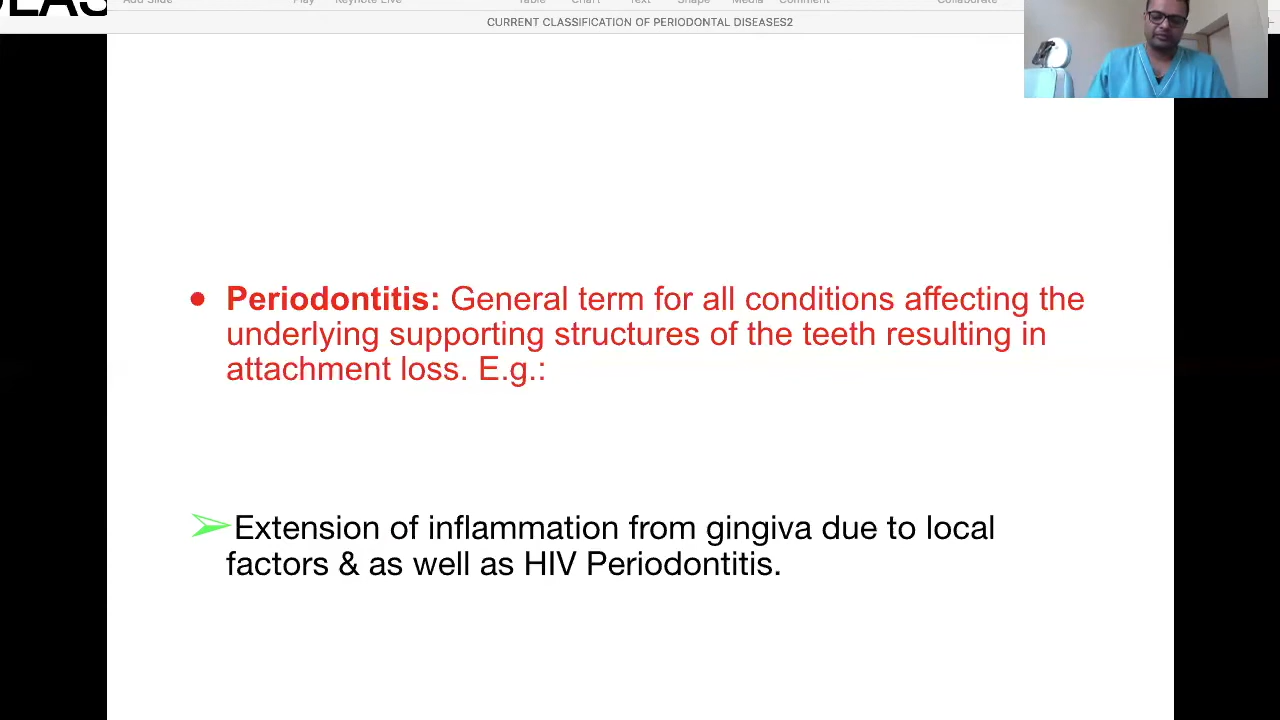 Add Slide Play Keynote Live Table Chart Text Shape Media Comment Collaborate
CURRENT CLASSIFICATION OF PERIODONTAL DISEASES2
• Periodontitis: General term for all conditions affecting the
underlying supporting structures of the teeth resulting in
attachment loss. E.g.:
➢Extension of inflammation from gingiva due to local
factors & as well as HIV Periodontitis.